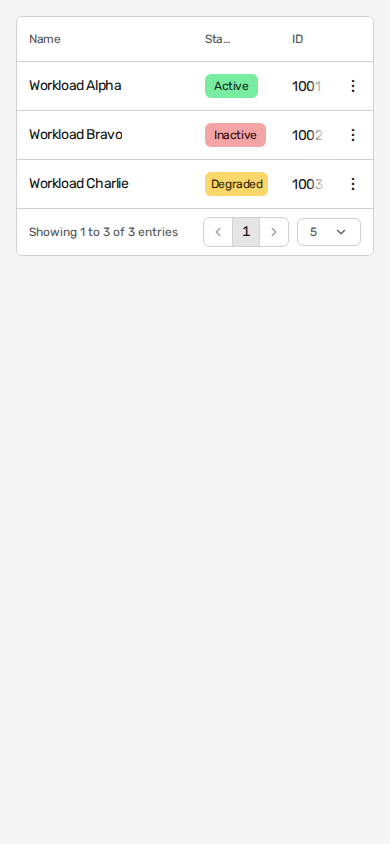 Name Sta... ID
Workload Alpha Active 1001
Workload Bravo Inactive 1002
Workload Charlie Degraded 1003
Showing 1 to 3 of 3 entries 1 5